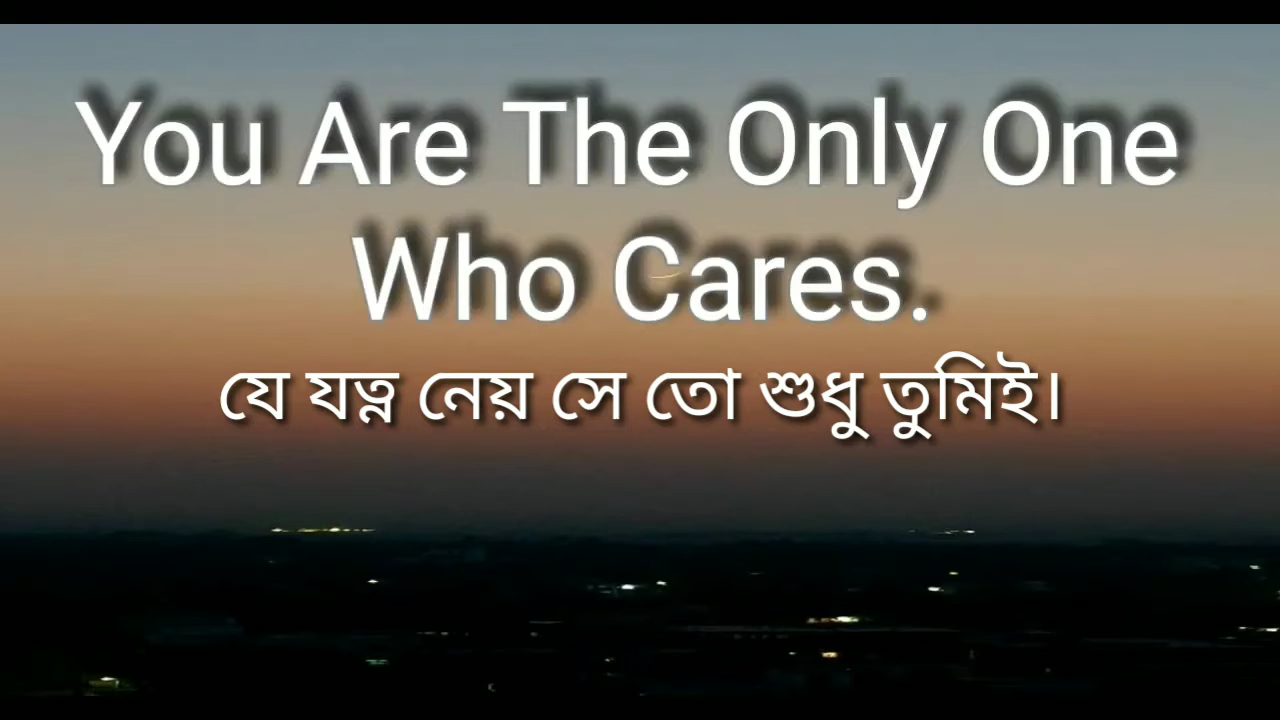 You Are The Only One
Who Cares.
যে যত্ন নেয় সে তো শুধু তুমিই।